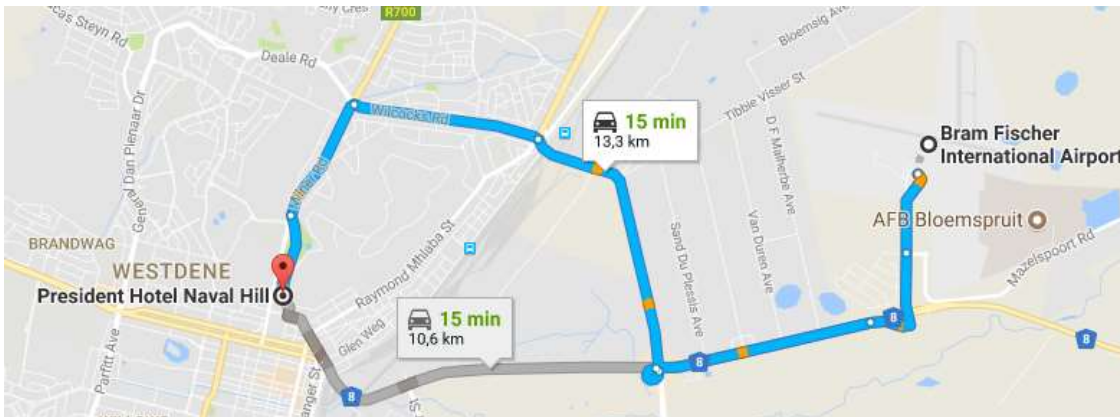 R700
Deale Rd
Bloemsig Ave
Tibbie Visser St
Wilcocks Rd
15 min
13,3 km
General Dan Pienaar Dr
D F Malherbe Ave
Bram Fischer
International Airport
Milner Rd
AFB Bloemspruit
Van Duren Ave
Sand Du Plessis Ave
Mazelspoort Rd
BRANDWAG
WESTDENE
Raymond Mhlaba St
President Hotel Naval Hill
15 min
10,6 km
Glen Weg
8
8
8
8
Parfitt Ave